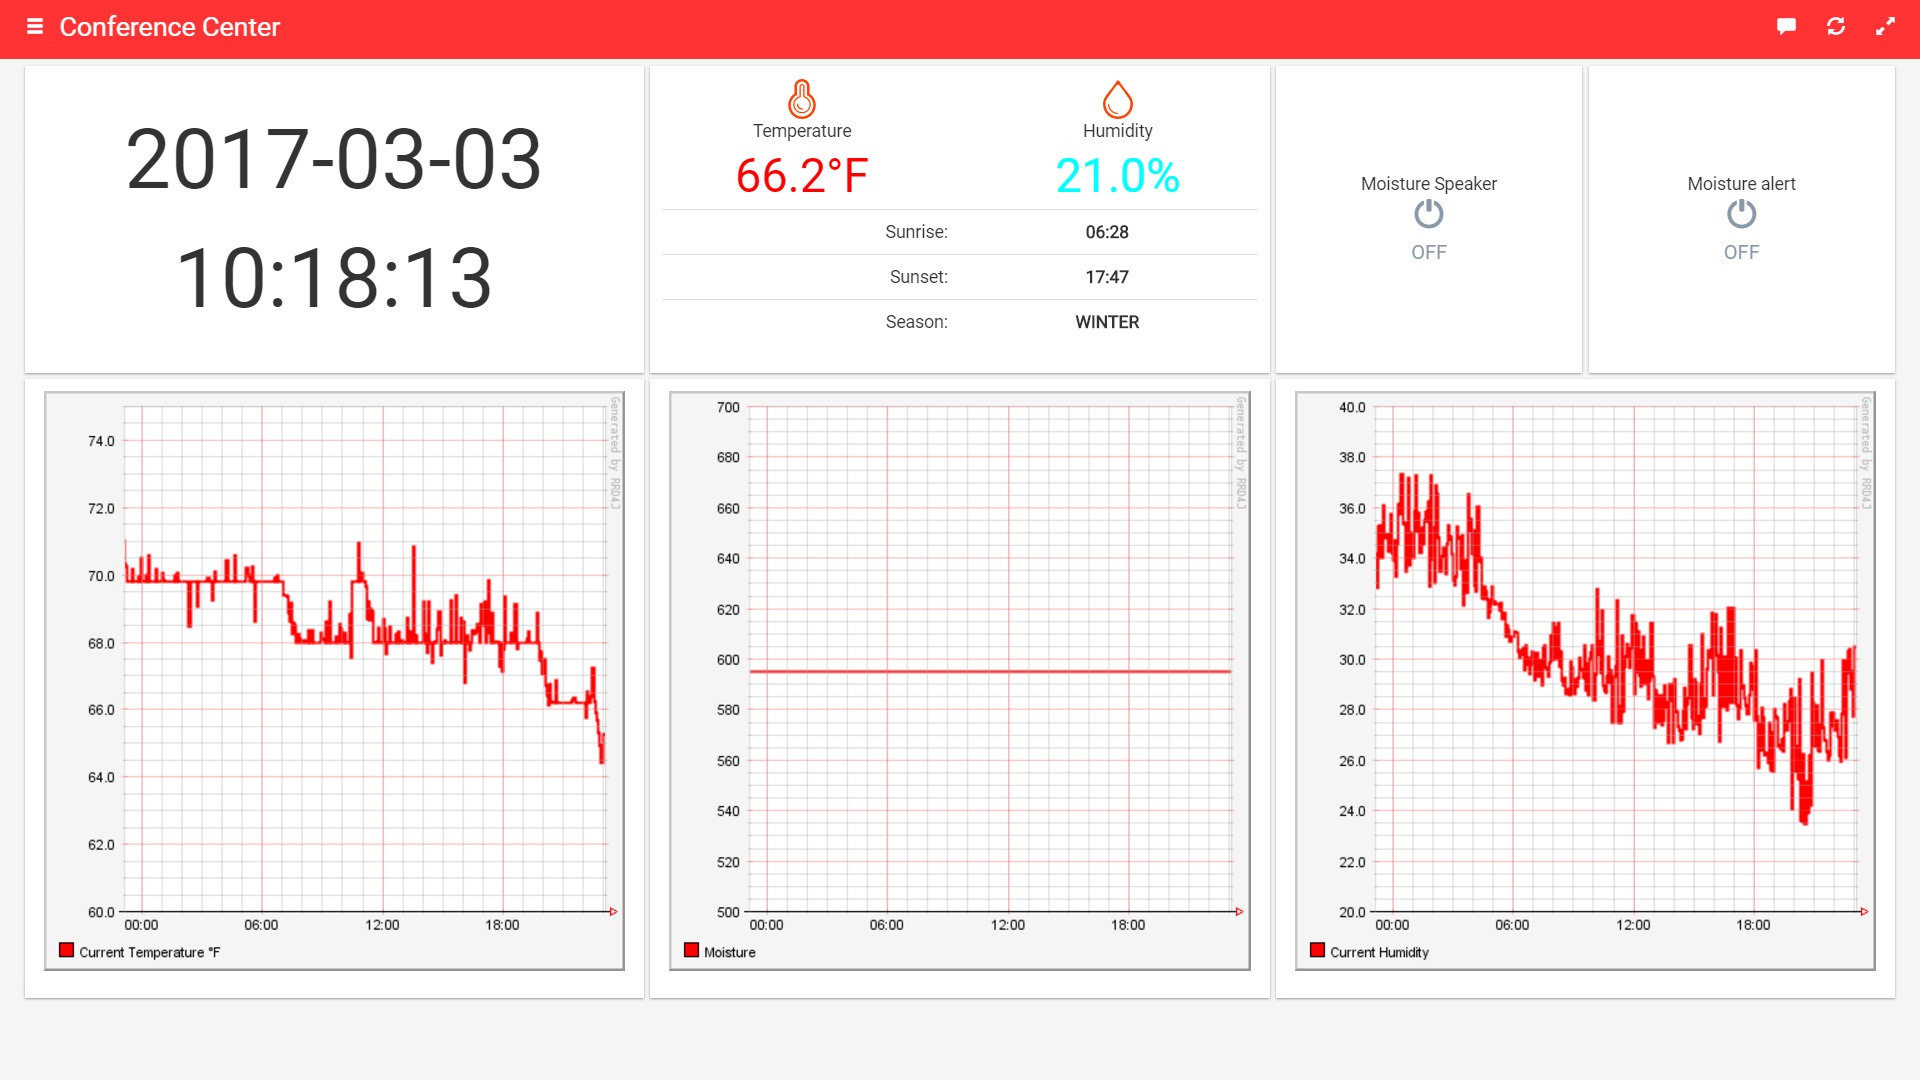 Conference Center
2017-03-03
10:18:13
Temperature
66.2°F
Humidity
21.0%
Sunrise: 06:28
Sunset: 17:47
Season: WINTER
Moisture Speaker
OFF
Moisture alert
OFF
74.0
72.0
70.0
68.0
66.0
64.0
62.0
60.0
00:00 06:00 12:00 18:00
Current Temperature °F
Generated by RRD4J
700
680
660
640
620
600
580
560
540
520
500
00:00 06:00 12:00 18:00
Moisture
Generated by RRD4J
40.0
38.0
36.0
34.0
32.0
30.0
28.0
26.0
24.0
22.0
20.0
00:00 06:00 12:00 18:00
Current Humidity
Generated by RRD4J